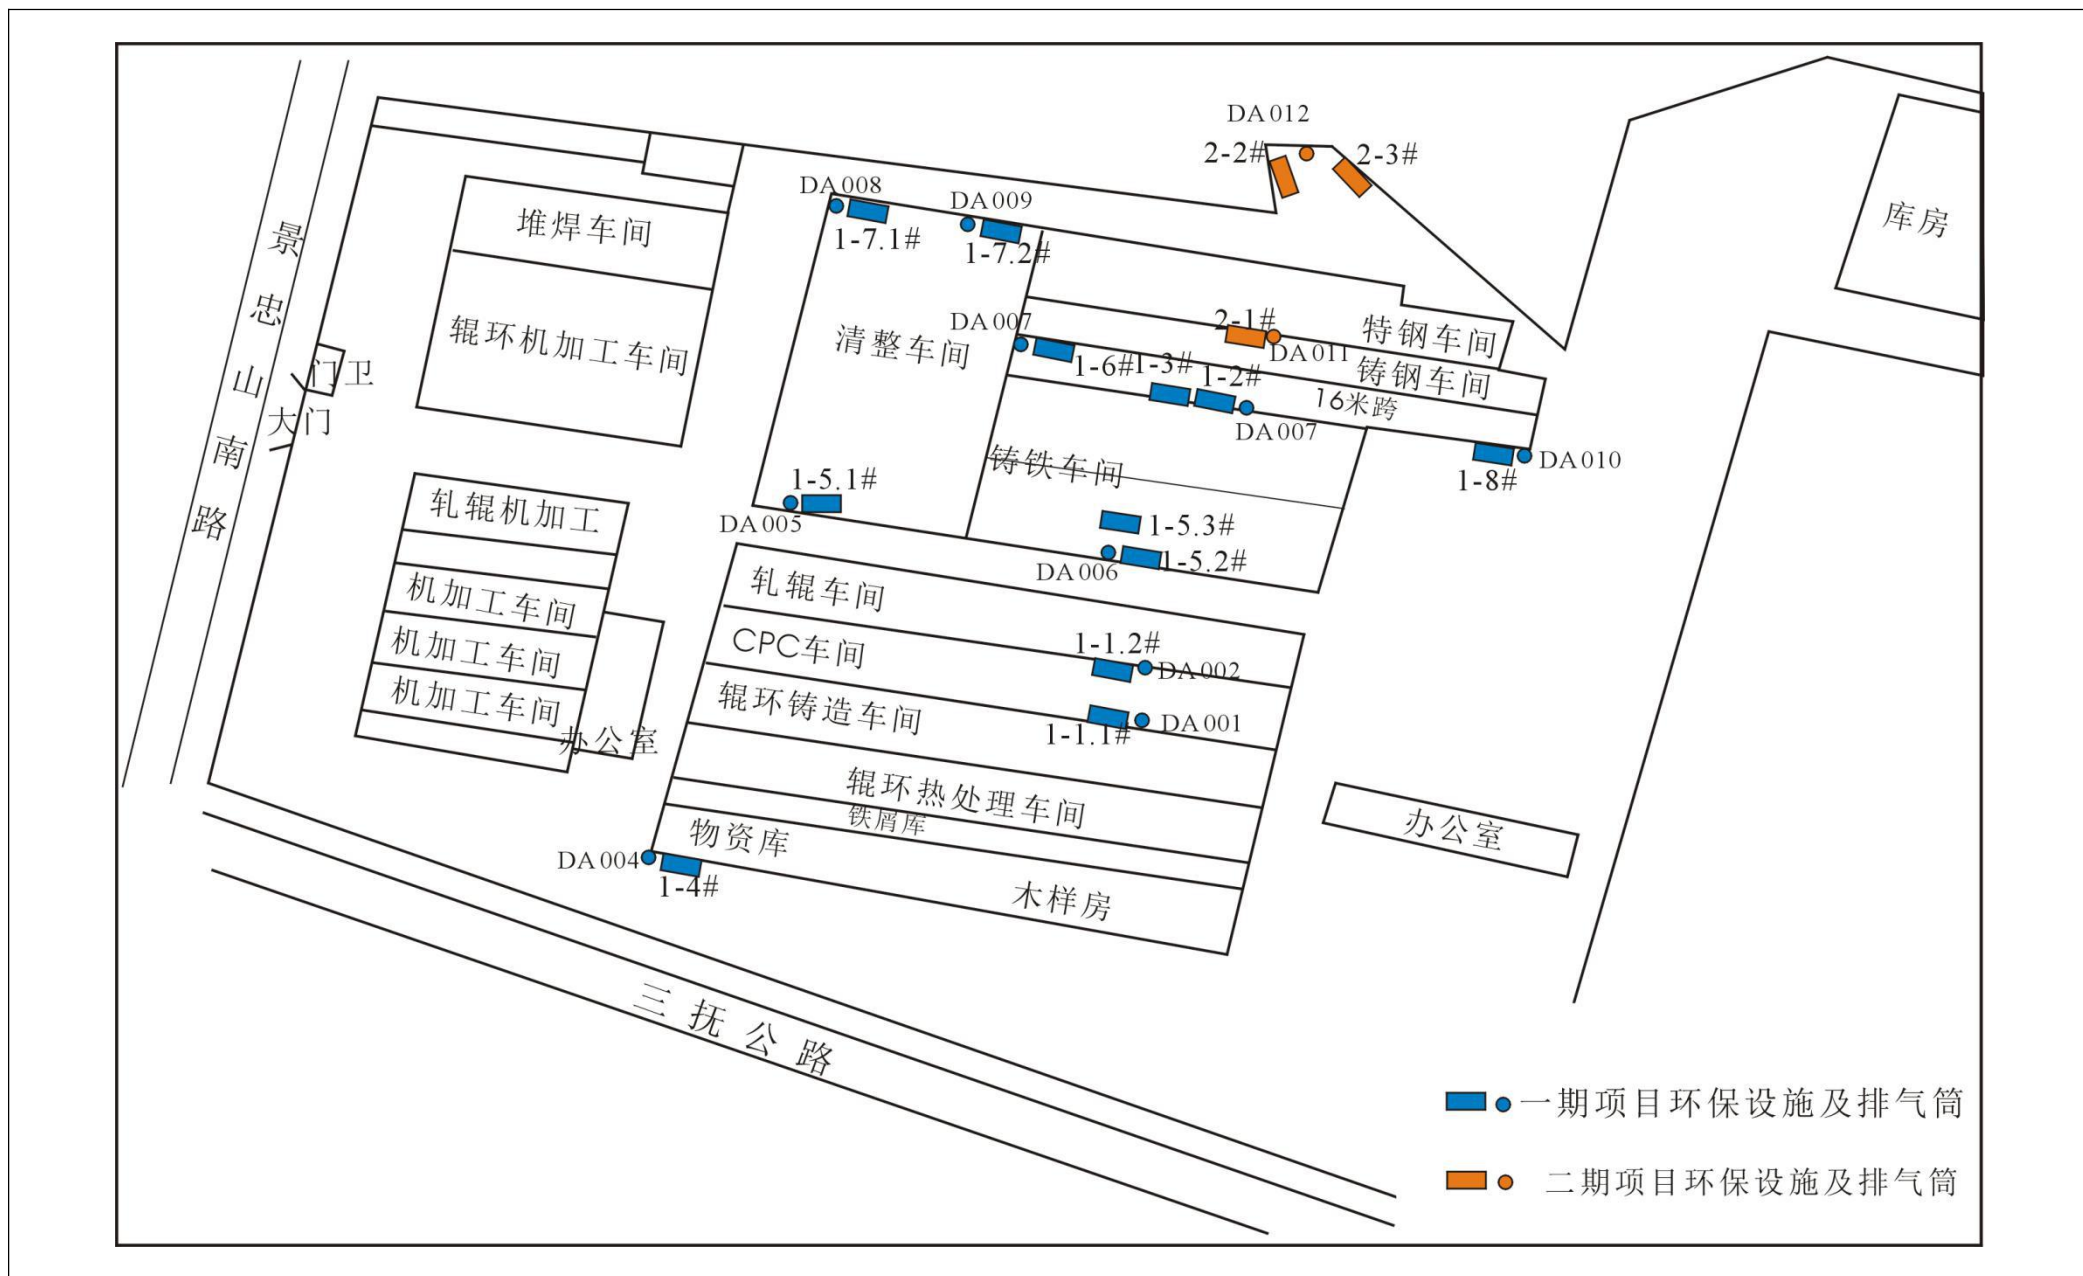 DA012
2-2#
2-3#
DA008
DA009
1-7.1#
1-7.2#
堆焊车间
库房
景忠山南路
辊环机加工车间
清整车间
DA007
2-1#
DA011
特钢车间
门卫
大门
1-6#
1-3#
1-2#
铸钢车间
16米跨
DA007
铸铁车间
DA010
1-8#
1-5.1#
DA005
轧辊机加工
1-5.3#
1-5.2#
DA006
轧辊车间
机加工车间
机加工车间
机加工车间
办公室
CPC车间
1-1.2#
DA002
辊环铸造车间
1-1.1#
DA001
辊环热处理车间
铁屑库
物资库
办公室
DA004
1-4#
木样房
三抚公路
一期项目环保设施及排气筒
二期项目环保设施及排气筒